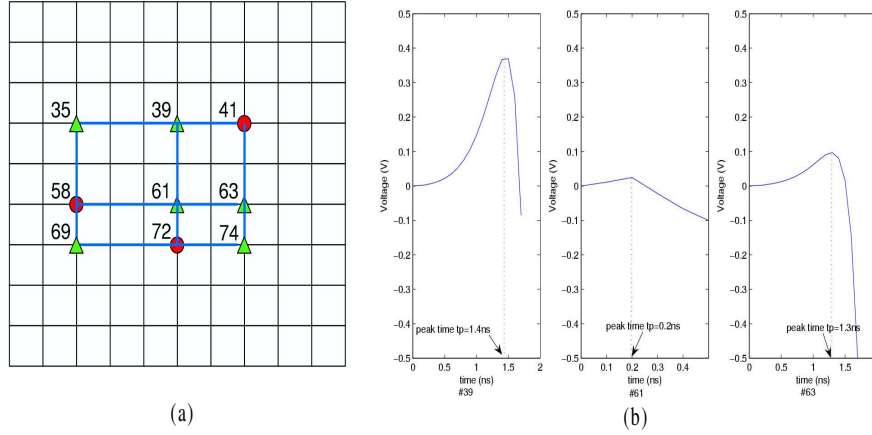 35 39 41
58 61 63
69 72 74
(a)
0.5 0.5 0.5
0.4 0.4 0.4
0.3 0.3 0.3
0.2 0.2 0.2
0.1 0.1 0.1
0 0 0
−0.1 −0.1 −0.1
−0.2 −0.2 −0.2
−0.3 −0.3 −0.3
−0.4 −0.4 −0.4
−0.5 −0.5 −0.5
Voltage (V) Voltage (V) Voltage (V)
peak time tp=1.4ns peak time tp=0.2ns peak time tp=1.3ns
0 0.5 1 1.5 2 0 0.2 0.4 0 0.5 1 1.5
time (ns) time (ns) time (ns)
#39 #61 #63
(b)